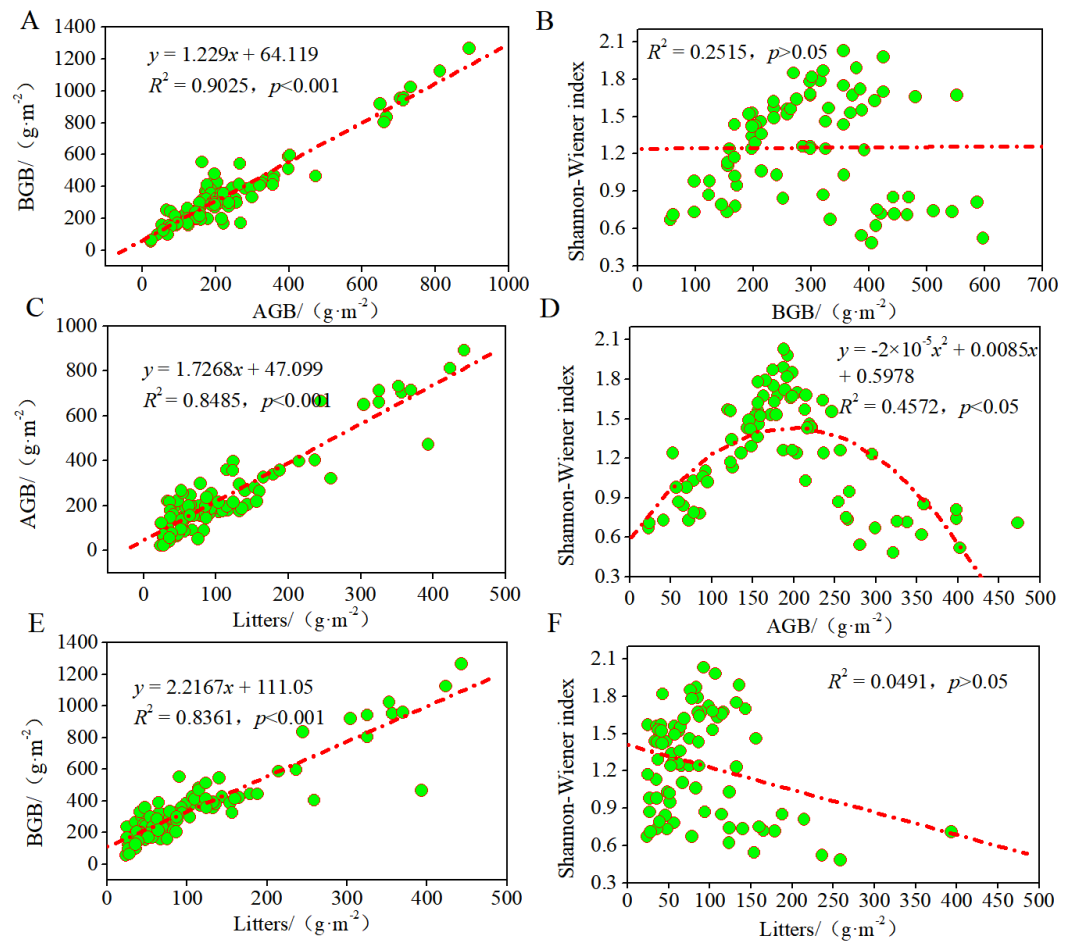 A
y = 1.229x + 64.119
R² = 0.9025, p<0.001
BGB/（g·m⁻²）
1400
1200
1000
800
600
400
200
0
0 200 400 600 800 1000
AGB/（g·m⁻²）
B
R² = 0.2515, p>0.05
Shannon-Wiener index
2.1
1.8
1.5
1.2
0.9
0.6
0.3
0 100 200 300 400 500 600 700
BGB/（g·m⁻²）
C
y = 1.7268x + 47.099
R² = 0.8485, p<0.001
AGB/（g·m⁻²）
1000
800
600
400
200
0
0 100 200 300 400 500
Litters/（g·m⁻²）
D
y = -2×10⁻⁵x² + 0.0085x
+ 0.5978
R² = 0.4572, p<0.05
Shannon-Wiener index
2.1
1.8
1.5
1.2
0.9
0.6
0.3
0 50 100 150 200 250 300 350 400 450 500
AGB/（g·m⁻²）
E
y = 2.2167x + 111.05
R² = 0.8361, p<0.001
BGB/（g·m⁻²）
1400
1200
1000
800
600
400
200
0
0 100 200 300 400 500
Litters/（g·m⁻²）
F
R² = 0.0491, p>0.05
Shannon-Wiener index
2.1
1.8
1.5
1.2
0.9
0.6
0.3
0 50 100 150 200 250 300 350 400 450 500
Litters/（g·m⁻²）